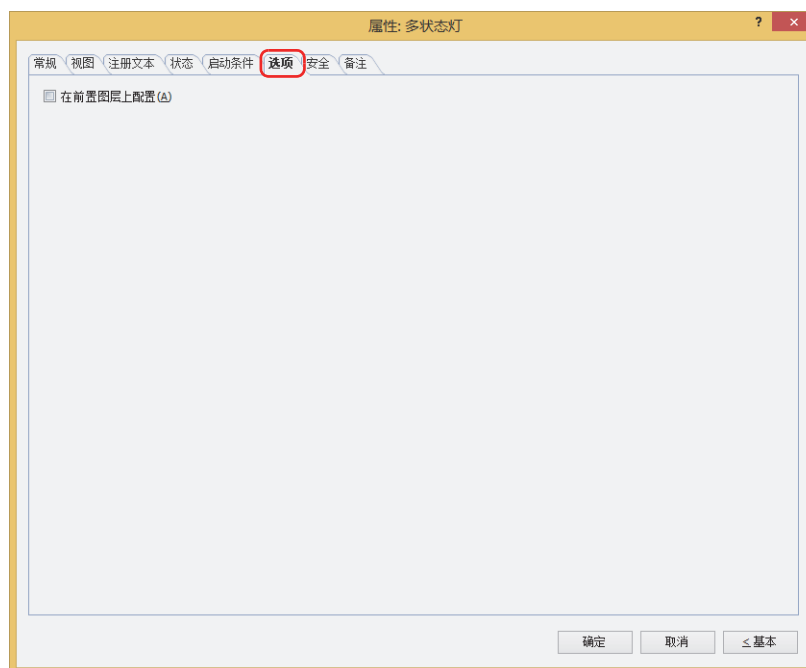 属性: 多状态灯 ? ×
常规 视图 注册文本 状态 启动条件 选项 安全 备注
在前置图层上配置(A)
确定 取消 < 基本